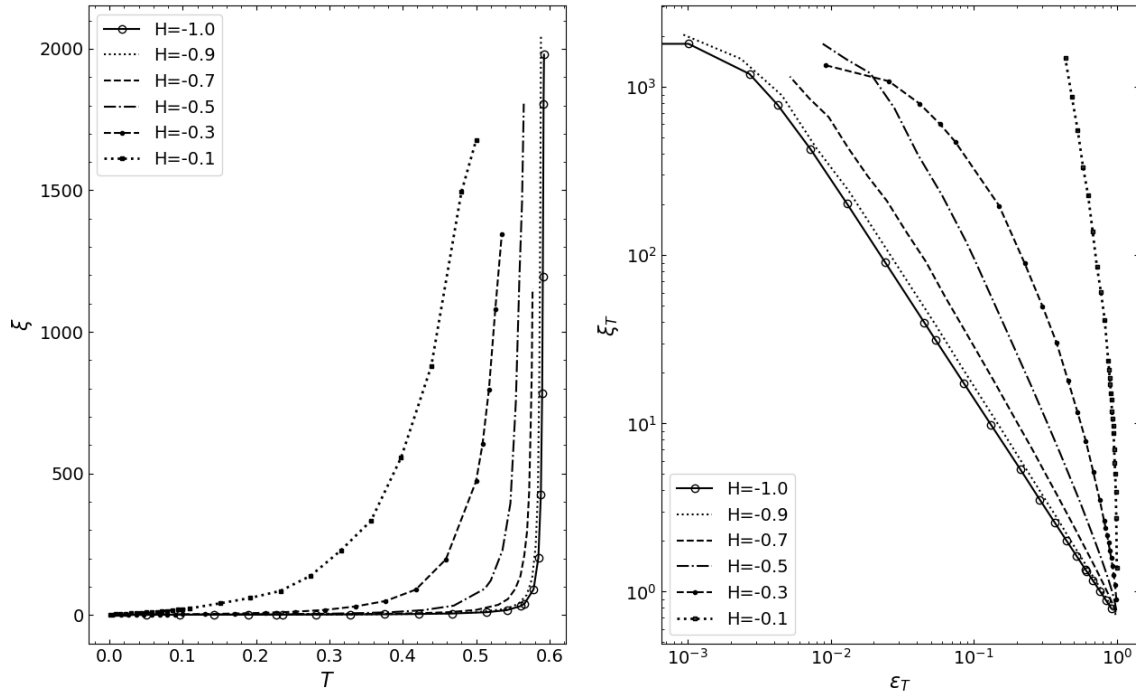 H=-1.0
H=-0.9
H=-0.7
H=-0.5
H=-0.3
H=-0.1
2000
1500
1000
500
0
ξ
0.0 0.1 0.2 0.3 0.4 0.5 0.6
T
10³
10²
10¹
10⁰
ξ_T
H=-1.0
H=-0.9
H=-0.7
H=-0.5
H=-0.3
H=-0.1
10⁻³ 10⁻² 10⁻¹ 10⁰
ε_T